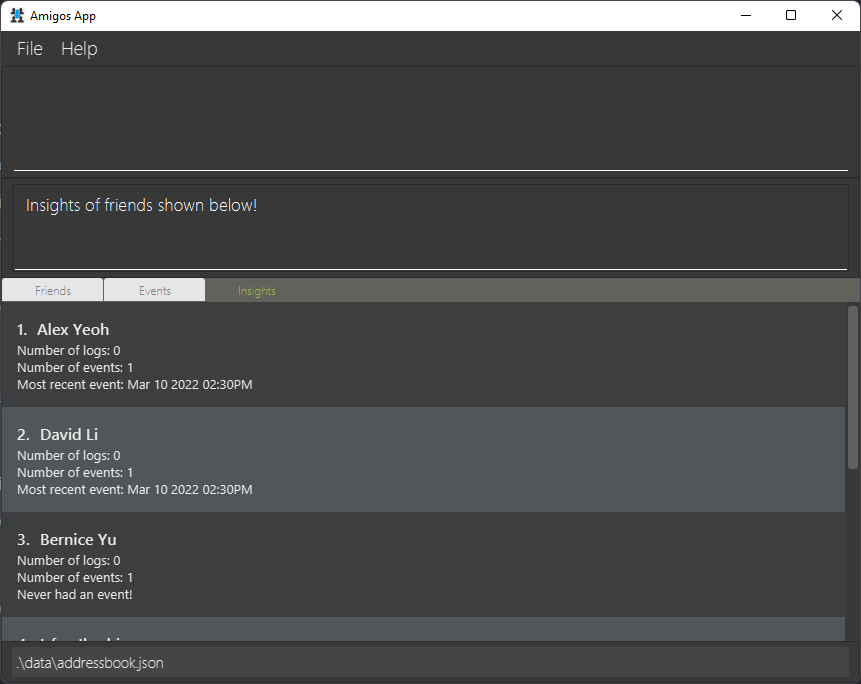 Amigos App
File Help
Insights of friends shown below!
Friends Events Insights
1. Alex Yeoh
Number of logs: 0
Number of events: 1
Most recent event: Mar 10 2022 02:30PM
2. David Li
Number of logs: 0
Number of events: 1
Most recent event: Mar 10 2022 02:30PM
3. Bernice Yu
Number of logs: 0
Number of events: 1
Never had an event!
.\data\addressbook.json